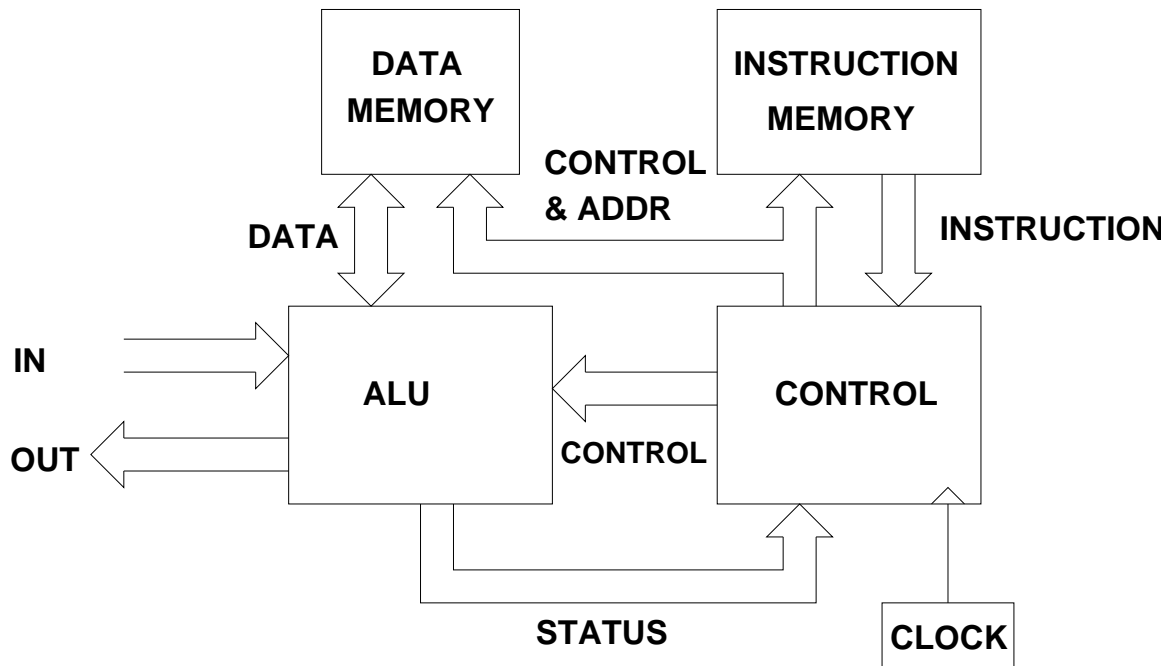 DATA
MEMORY
INSTRUCTION
MEMORY
CONTROL
& ADDR
DATA
INSTRUCTION
IN
ALU
CONTROL
OUT
CONTROL
STATUS
CLOCK